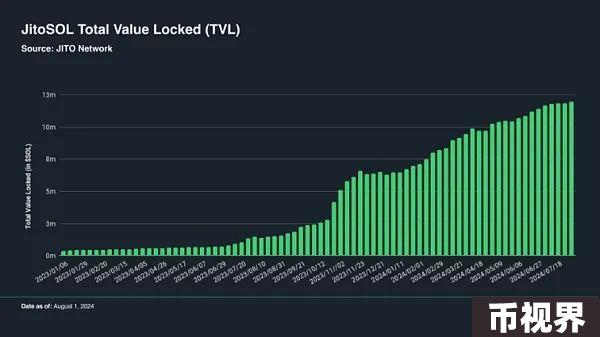 JitoSOL Total Value Locked (TVL)
Source: JITO Network
Total Value Locked (in $SOL)
13m
10m
8m
5m
3m
0m
2023/01/06
2023/01/29
2023/02/20
2023/03/15
2023/04/05
2023/04/26
2023/05/17
2023/06/07
2023/06/29
2023/07/20
2023/08/10
2023/08/31
2023/09/21
2023/10/12
2023/11/02
2023/11/23
2023/12/21
2024/01/11
2024/02/01
2024/02/29
2024/03/21
2024/04/18
2024/05/09
2024/06/06
2024/06/27
2024/07/18
Date as of: August 1, 2024
币视界